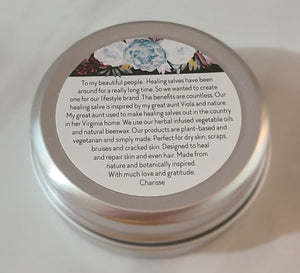 To my beautiful people.. Healing salves have been
around for a really long time. So we wanted to create
one for our lifestyle brand. The benefits are countless. Our
healing salve is inspired by my great aunt Viola and nature.
My great aunt used to make healing salves out in the country
in her Virginia home. We use our herbal infused vegetable oils
and natural beeswax. Our products are plant-based and
vegetarian and simply made. Perfect for dry skin, scraps,
bruises and cracked skin. Designed to heal
and repair skin and even hair. Made from
nature and botanically inspired.
With much love and gratitude.
Charisse